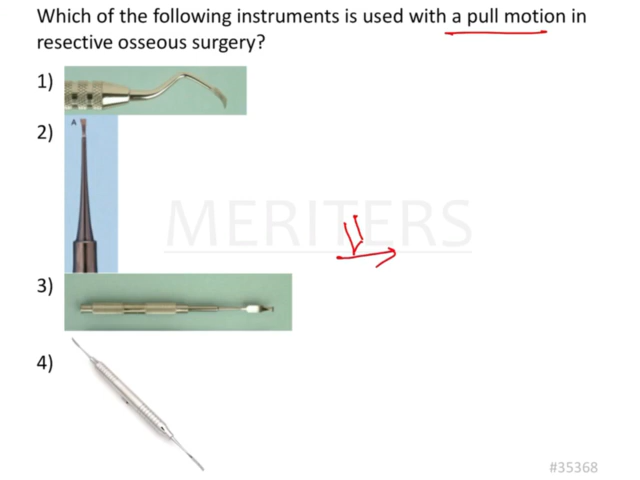 Which of the following instruments is used with a pull motion in
resective osseous surgery?
1)
2)
A
MERITERS
3)
4)
#35368